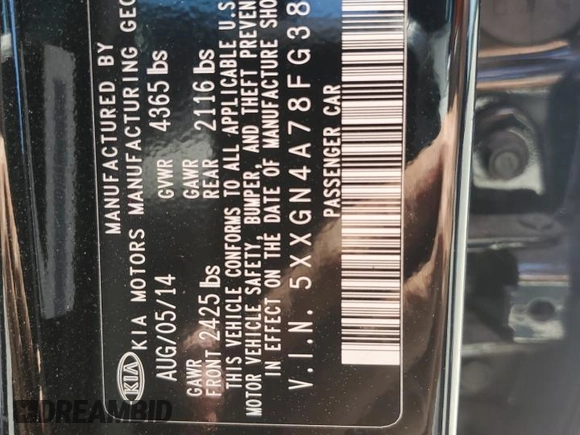 KIA
MANUFACTURED BY
KIA MOTORS MANUFACTURING GEO
AUG/05/14 GVWR 4365 lbs
GAWR FRONT 2425 lbs GAWR REAR 2116 lbs
THIS VEHICLE CONFORMS TO ALL APPLICABLE U.S
MOTOR VEHICLE SAFETY, BUMPER, AND THEFT PREVEN
IN EFFECT ON THE DATE OF MANUFACTURE SHO
V.I.N. 5XXGN4A78FG38
PASSENGER CAR
DREAMBID